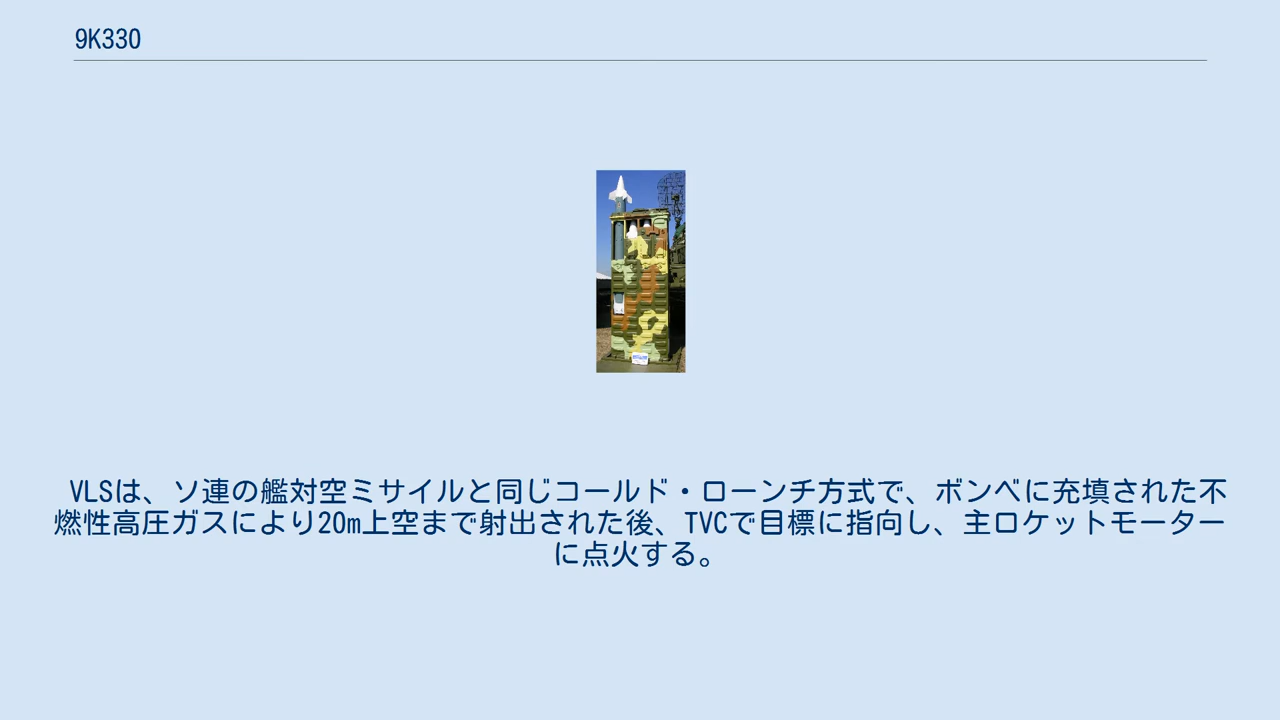 9K330
VLSは、ソ連の艦対空ミサイルと同じコールド・ローンチ方式で、ボンベに充填された不
燃性高圧ガスにより20m上空まで射出された後、TVCで目標に指向し、主ロケットモーター
に点火する。